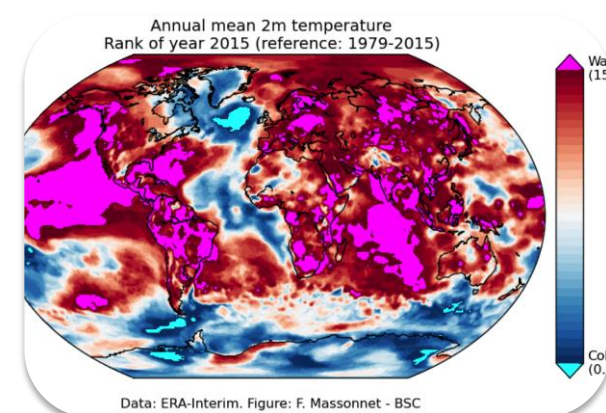 Annual mean 2m temperature
Rank of year 2015 (reference: 1979-2015)
Data: ERA-Interim. Figure: F. Massonnet - BSC